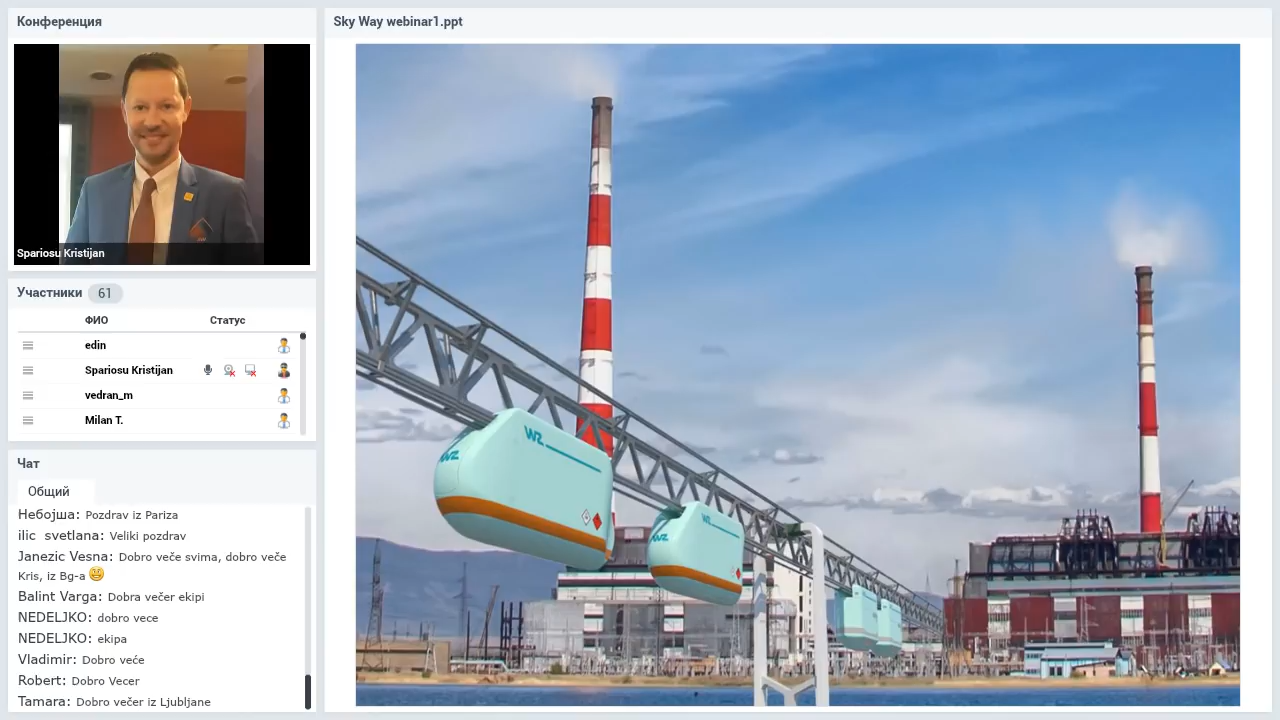 Конференция
Spariosu Kristijan
Участники 61
ФИО Статус
edin
Spariosu Kristijan
vedran_m
Milan T.
Чат
Общий
Небојша: Pozdrav iz Pariza
ilic svetlana: Veliki pozdrav
Janezic Vesna: Dobro veče svima, dobro veče
Kris, iz Bg-a
Balint Varga: Dobra večer ekipi
NEDELJKO: dobro vece
NEDELJKO: ekipa
Vladimir: Dobro veće
Robert: Dobro Vecer
Tamara: Dobro večer iz Ljubljane
Sky Way webinar1.ppt